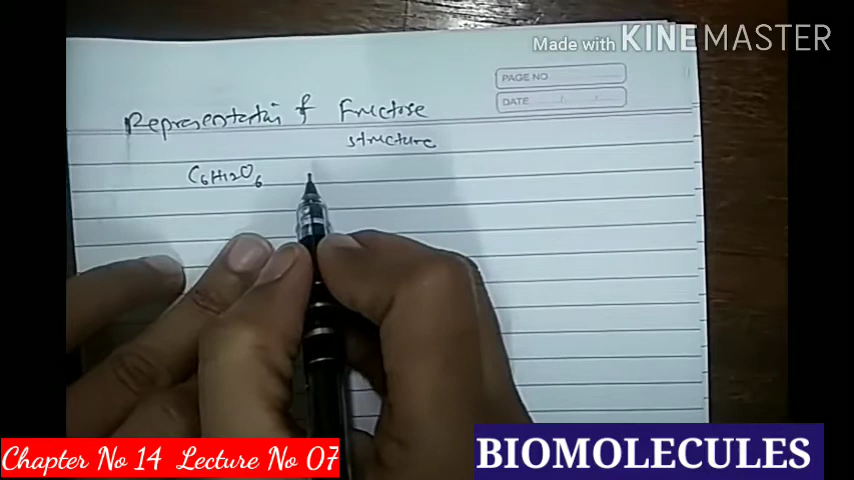 Made with KINEMASTER
PAGE NO
DATE
Representation of Fructose
structure
C6H12O6
Chapter No 14 Lecture No 07
BIOMOLECULES